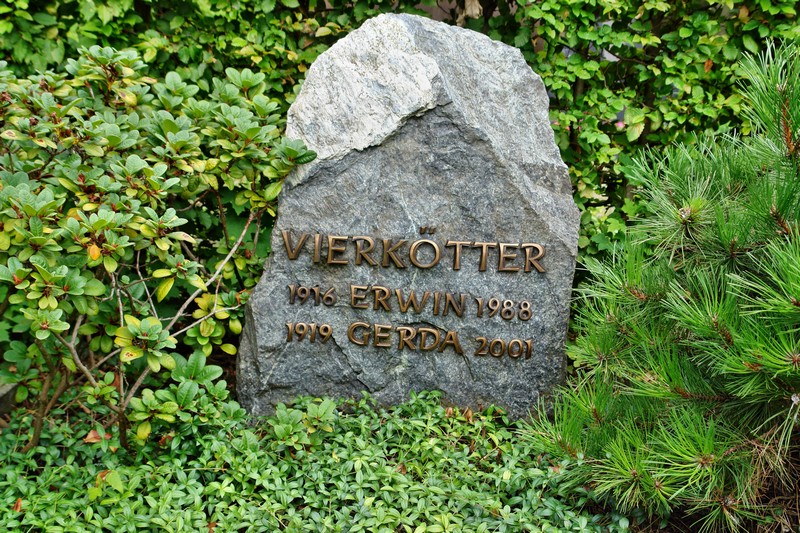 VIERKÖTTER
1916 ERWIN 1988
1919 GERDA 2001